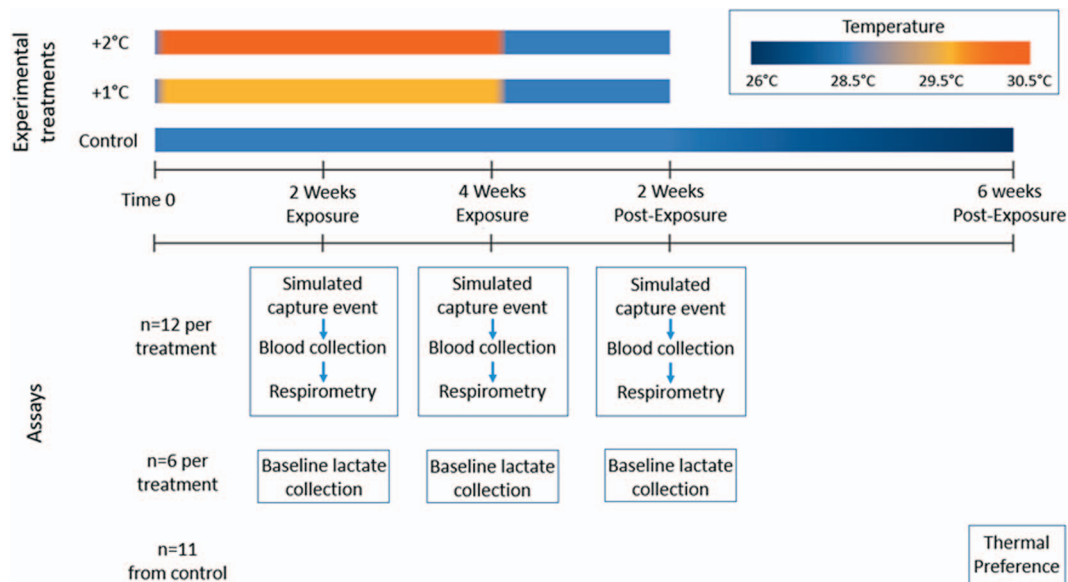 Experimental
treatments
+2°C
+1°C
Control
Temperature
26°C 28.5°C 29.5°C 30.5°C
Time 0
2 Weeks
Exposure
4 Weeks
Exposure
2 Weeks
Post-Exposure
6 weeks
Post-Exposure
Assays
n=12 per
treatment
Simulated
capture event
Blood collection
Respirometry
Simulated
capture event
Blood collection
Respirometry
Simulated
capture event
Blood collection
Respirometry
n=6 per
treatment
Baseline lactate
collection
Baseline lactate
collection
Baseline lactate
collection
n=11
from control
Thermal
Preference